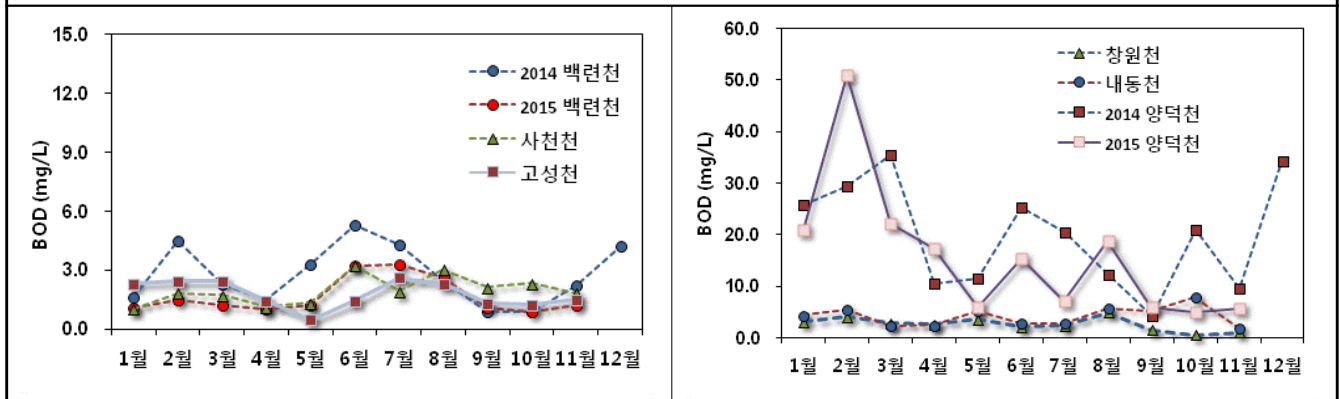 15.0
12.0
9.0
6.0
3.0
0.0
BOD (mg/L)
2014 백련천
2015 백련천
사천천
고성천
1월 2월 3월 4월 5월 6월 7월 8월 9월 10월 11월 12월
60.0
50.0
40.0
30.0
20.0
10.0
0.0
BOD (mg/L)
창원천
내동천
2014 양덕천
2015 양덕천
1월 2월 3월 4월 5월 6월 7월 8월 9월 10월 11월 12월